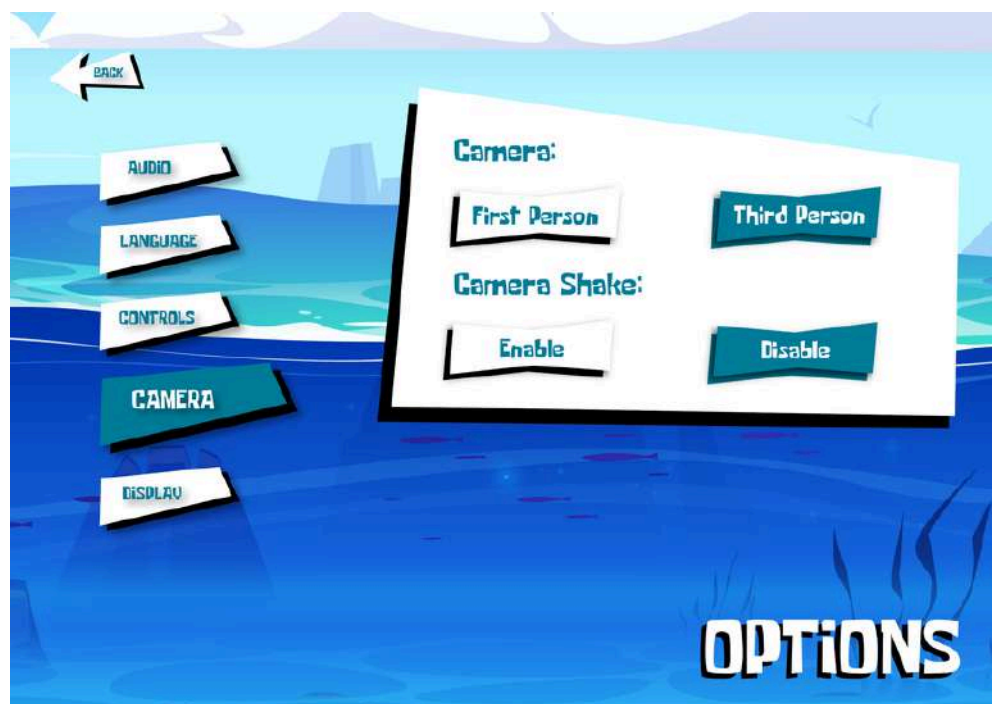 BACK
AUDIO
LANGUAGE
CONTROLS
CAMERA
DISPLAY
Camera:
First Person
Third Person
Camera Shake:
Enable
Disable
OPTIONS